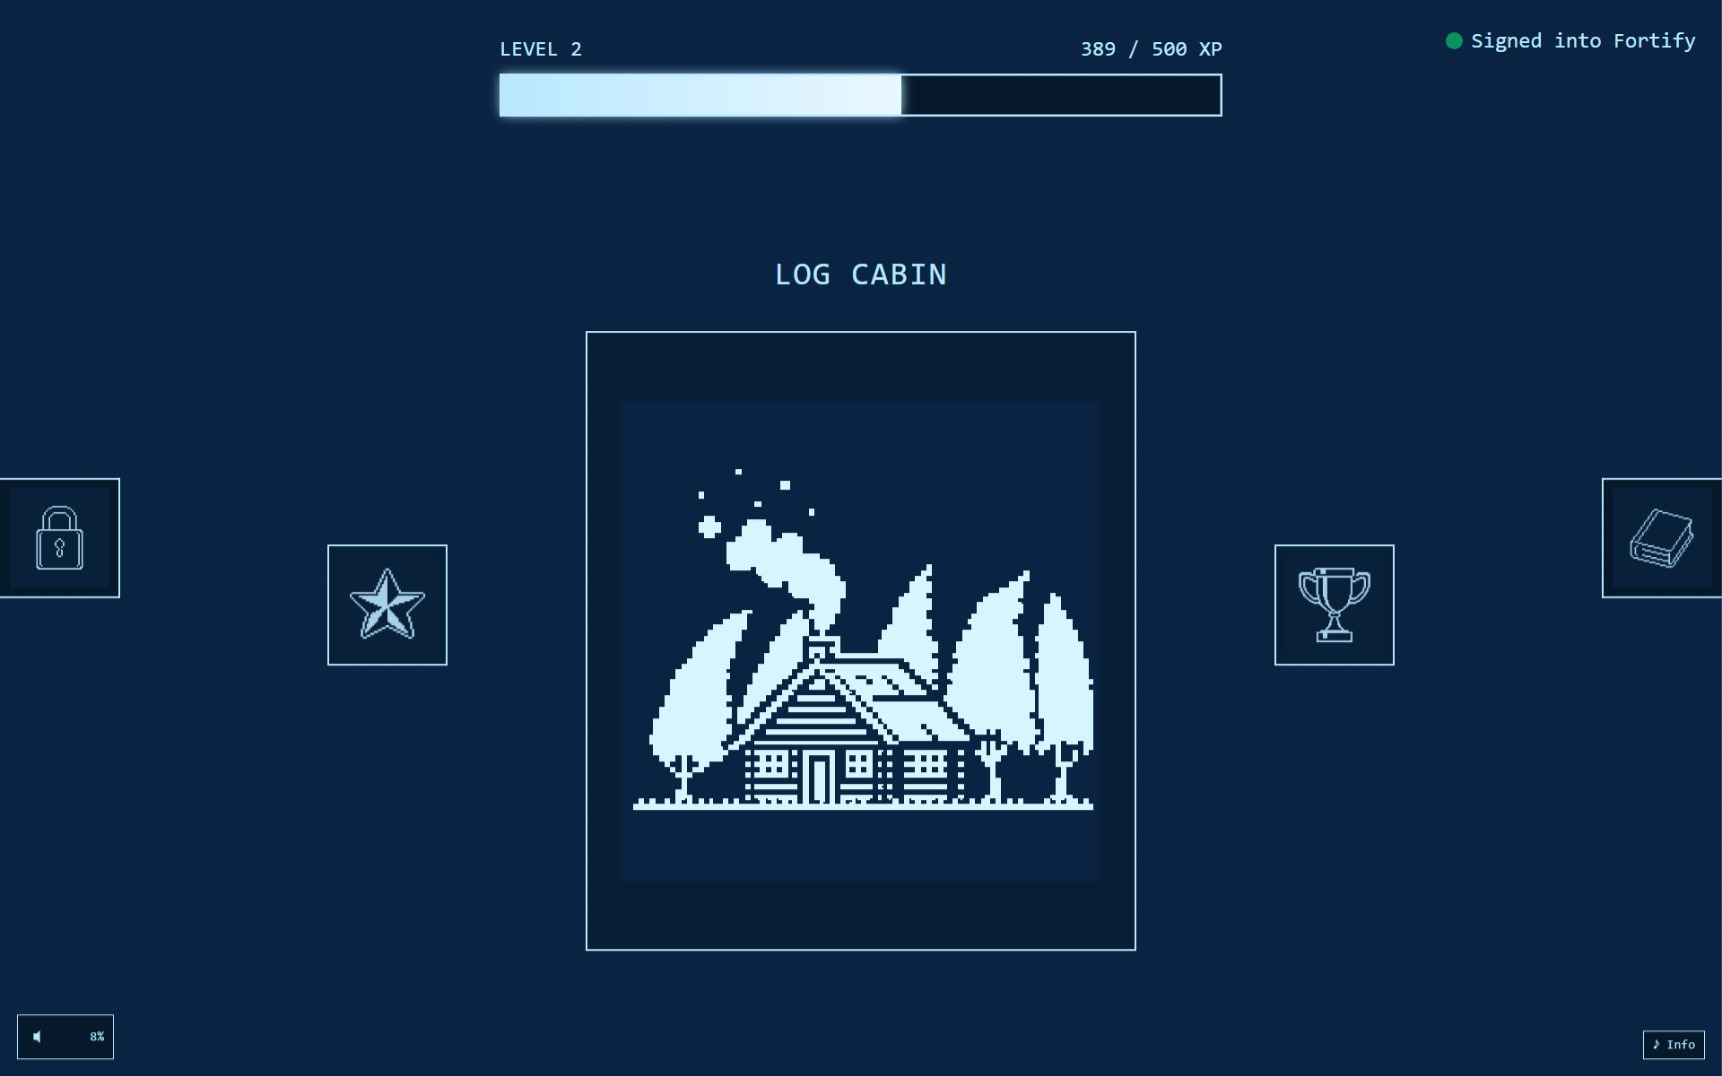 LEVEL 2
389 / 500 XP
Signed into Fortify
LOG CABIN
8%
♪ Info